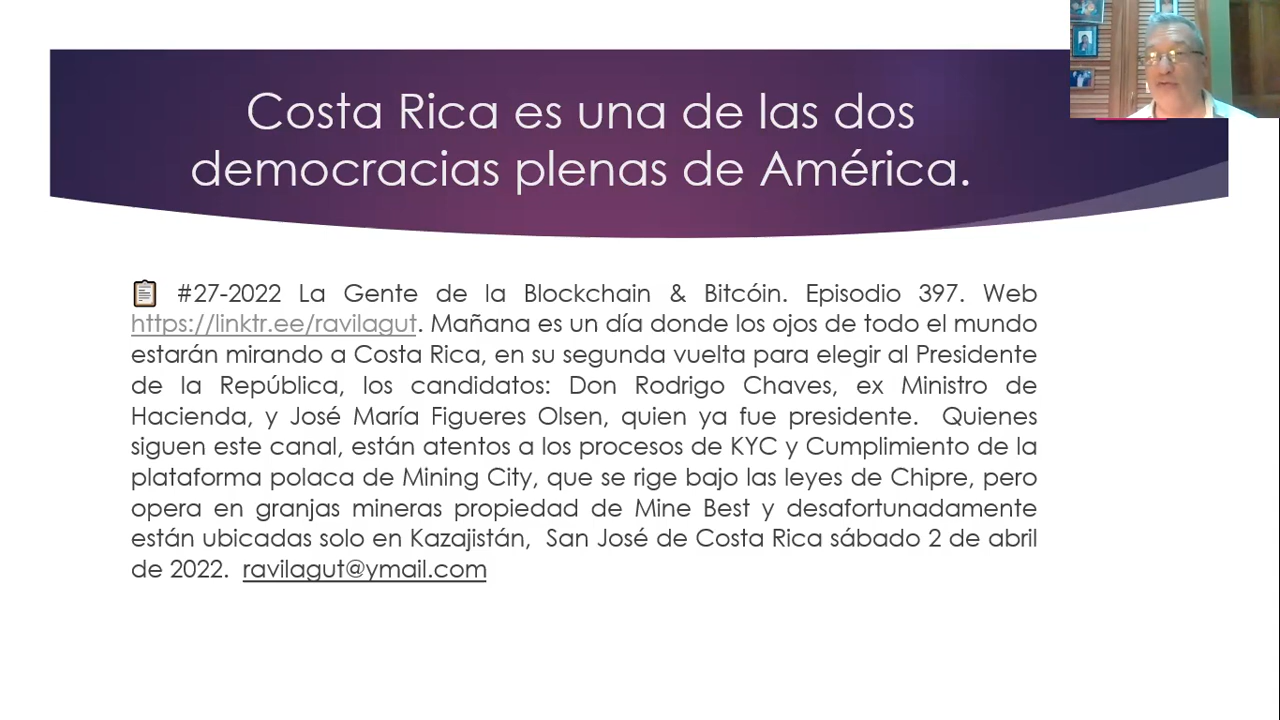 Costa Rica es una de las dos
democracias plenas de América.
#27-2022 La Gente de la Blockchain & Bitcóin. Episodio 397. Web
https://linktr.ee/ravilagut. Mañana es un día donde los ojos de todo el mundo
estarán mirando a Costa Rica, en su segunda vuelta para elegir al Presidente
de la República, los candidatos: Don Rodrigo Chaves, ex Ministro de
Hacienda, y José María Figueres Olsen, quien ya fue presidente. Quienes
siguen este canal, están atentos a los procesos de KYC y Cumplimiento de la
plataforma polaca de Mining City, que se rige bajo las leyes de Chipre, pero
opera en granjas mineras propiedad de Mine Best y desafortunadamente
están ubicadas solo en Kazajistán, San José de Costa Rica sábado 2 de abril
de 2022. ravilagut@ymail.com